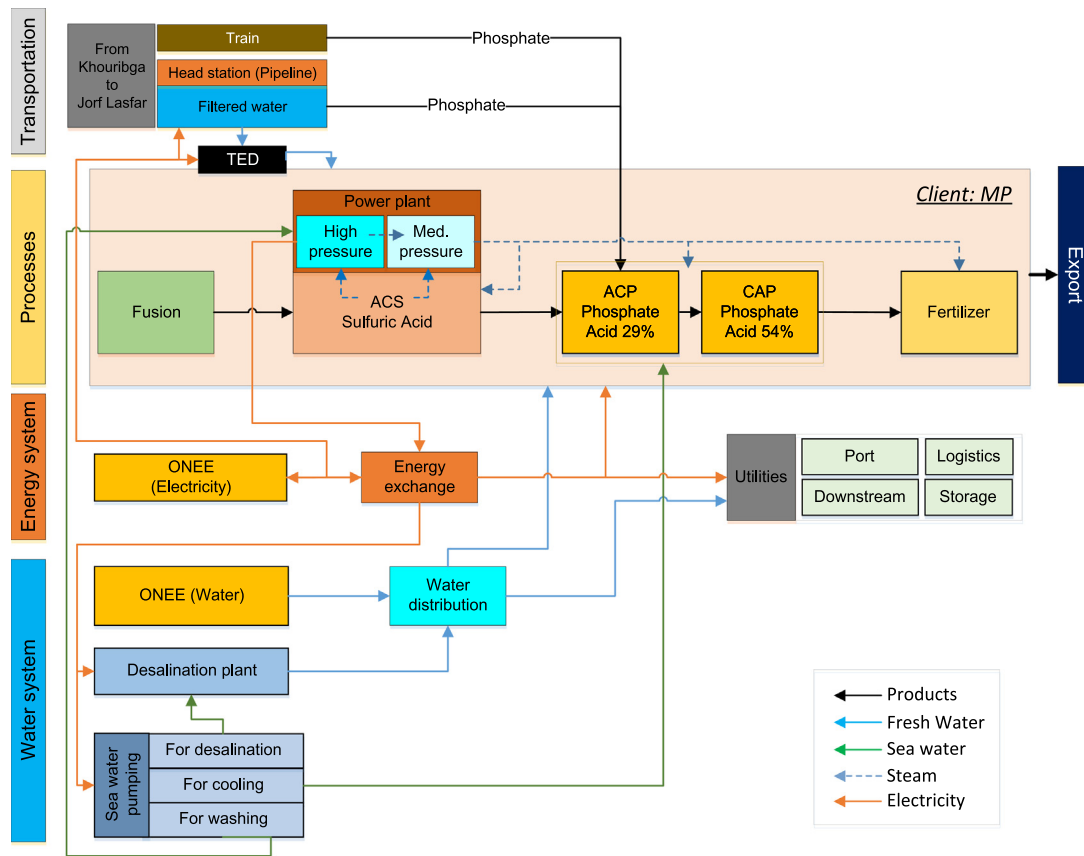 Transportation
From
Khouribga
to
Jorf Lasfar
Train
Head station (Pipeline)
Filtered water
Phosphate
Phosphate
TED
Processes
Client: MP
Power plant
High
pressure
Med.
pressure
ACS
Sulfuric Acid
Fusion
ACP
Phosphate
Acid 29%
CAP
Phosphate
Acid 54%
Fertilizer
Export
Energy system
ONEE
(Electricity)
Energy
exchange
Utilities
Port
Logistics
Downstream
Storage
Water system
ONEE (Water)
Water
distribution
Desalination plant
Sea water
pumping
For desalination
For cooling
For washing
Products
Fresh Water
Sea water
Steam
Electricity